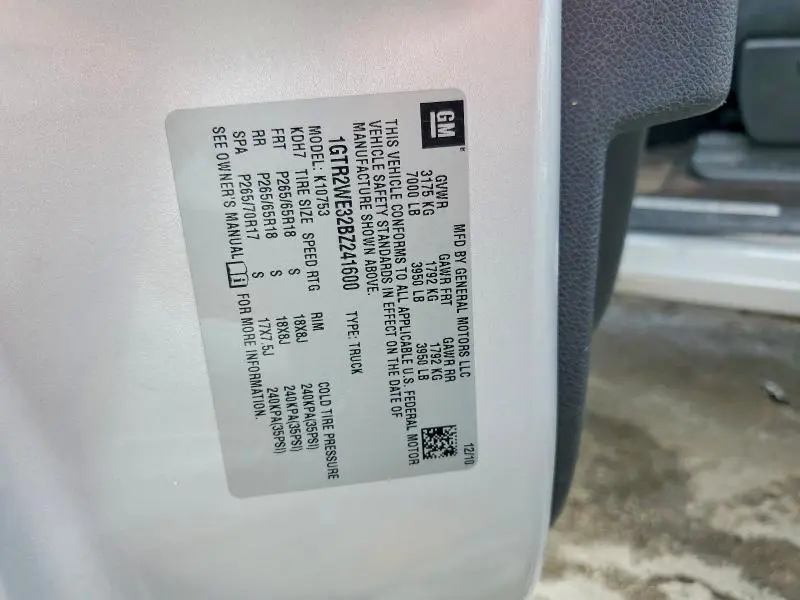 GM
MFD BY GENERAL MOTORS LLC 12/10
GVWR GAWR FRT GAWR RR
3175 KG 1792 KG 1792 KG
7000 LB 3950 LB 3950 LB
THIS VEHICLE CONFORMS TO ALL APPLICABLE U.S. FEDERAL MOTOR
VEHICLE SAFETY STANDARDS IN EFFECT ON THE DATE OF
MANUFACTURE SHOWN ABOVE.
1GTR2WE32BZ241600 TYPE: TRUCK
MODEL: K10753
KDH7 TIRE SIZE SPEED RTG RIM COLD TIRE PRESSURE
FRT P265/65R18 S 18X8J 240KPA(35PSI)
RR P265/65R18 S 18X8J 240KPA(35PSI)
SPA P265/70R17 S 17X7.5J 240KPA(35PSI)
SEE OWNER'S MANUAL FOR MORE INFORMATION.